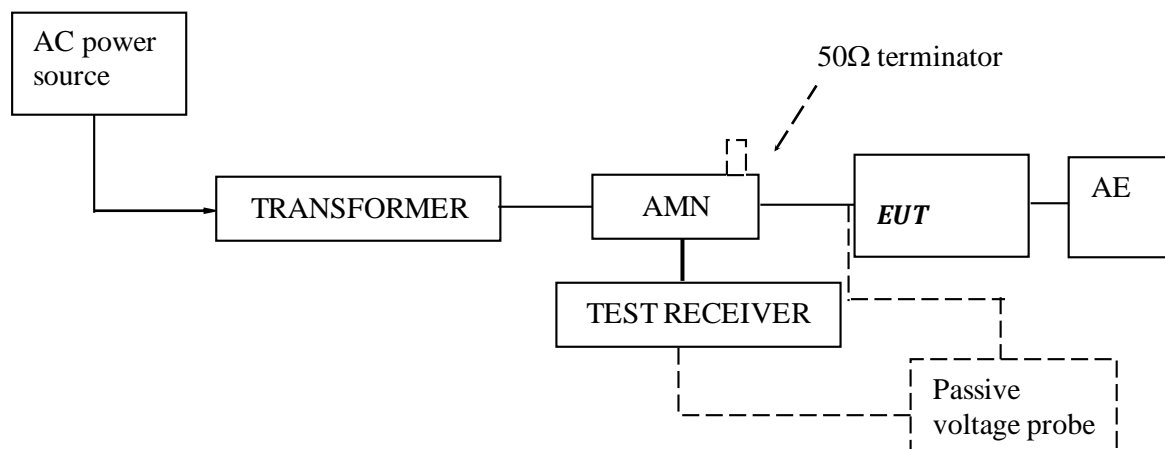 AC power
source
50Ω terminator
TRANSFORMER
AMN
EUT
AE
TEST RECEIVER
Passive
voltage probe